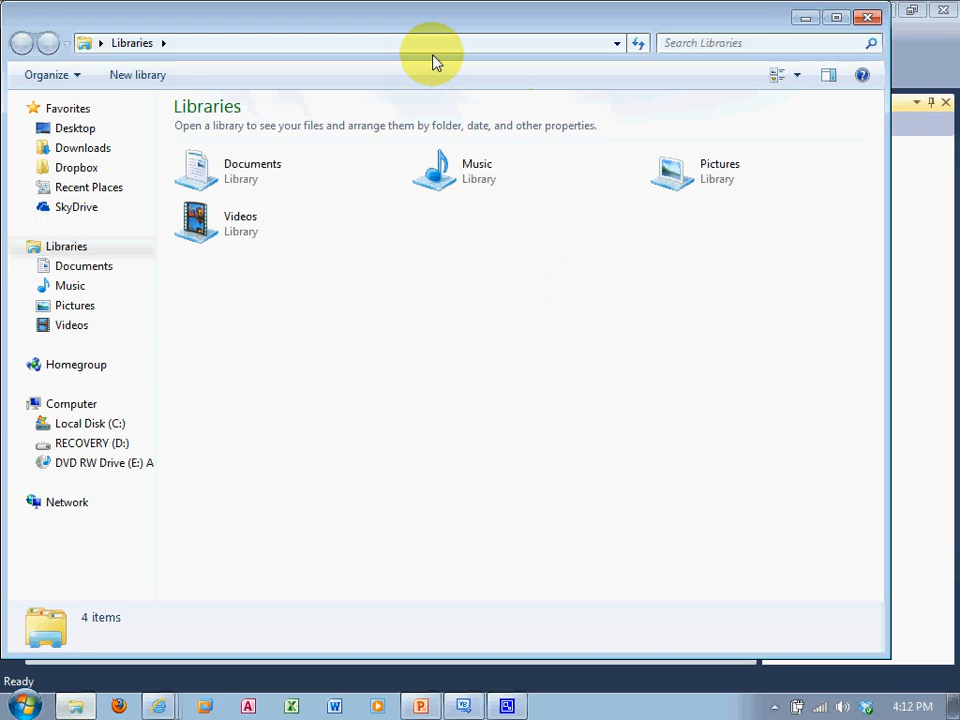 Libraries
Search Libraries
Organize
New library
Favorites
Desktop
Downloads
Dropbox
Recent Places
SkyDrive
Libraries
Documents
Music
Pictures
Videos
Homegroup
Computer
Local Disk (C:)
RECOVERY (D:)
DVD RW Drive (E:) A
Network
Libraries
Open a library to see your files and arrange them by folder, date, and other properties.
Documents
Library
Music
Library
Pictures
Library
Videos
Library
4 items
Ready
4:12 PM